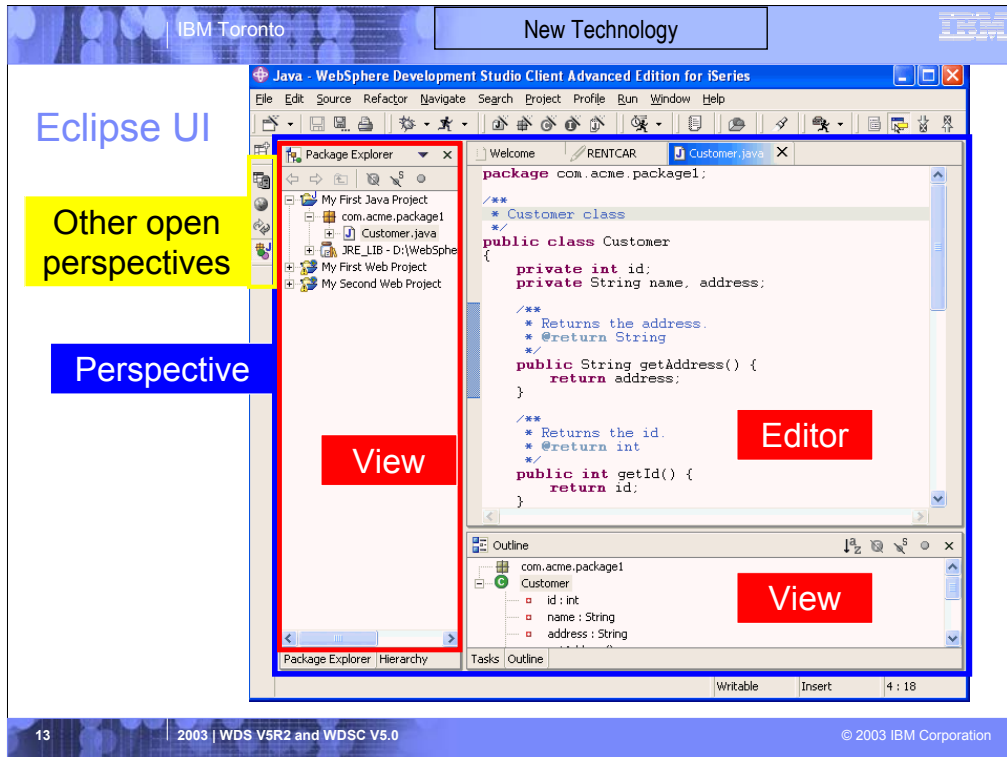 IBM Toronto
New Technology
IBM
Eclipse UI
Java - WebSphere Development Studio Client Advanced Edition for iSeries
File Edit Source Refactor Navigate Search Project Profile Run Window Help
Package Explorer
Welcome
RENTCAR
Customer.java
My First Java Project
com.acme.package1
Customer.java
JRE_LIB - D:\WebSphe
My First Web Project
My Second Web Project
Other open
perspectives
Perspective
View
package com.acme.package1;
/**
* Customer class
*/
public class Customer
{
private int id;
private String name, address;
/**
* Returns the address.
* @return String
*/
public String getAddress() {
return address;
}
/**
* Returns the id.
* @return int
*/
public int getId() {
return id;
}
Editor
Outline
com.acme.package1
Customer
id : int
name : String
address : String
View
Package Explorer Hierarchy
Tasks Outline
Writable Insert 4 : 18
13
2003 | WDS V5R2 and WDSC V5.0
© 2003 IBM Corporation